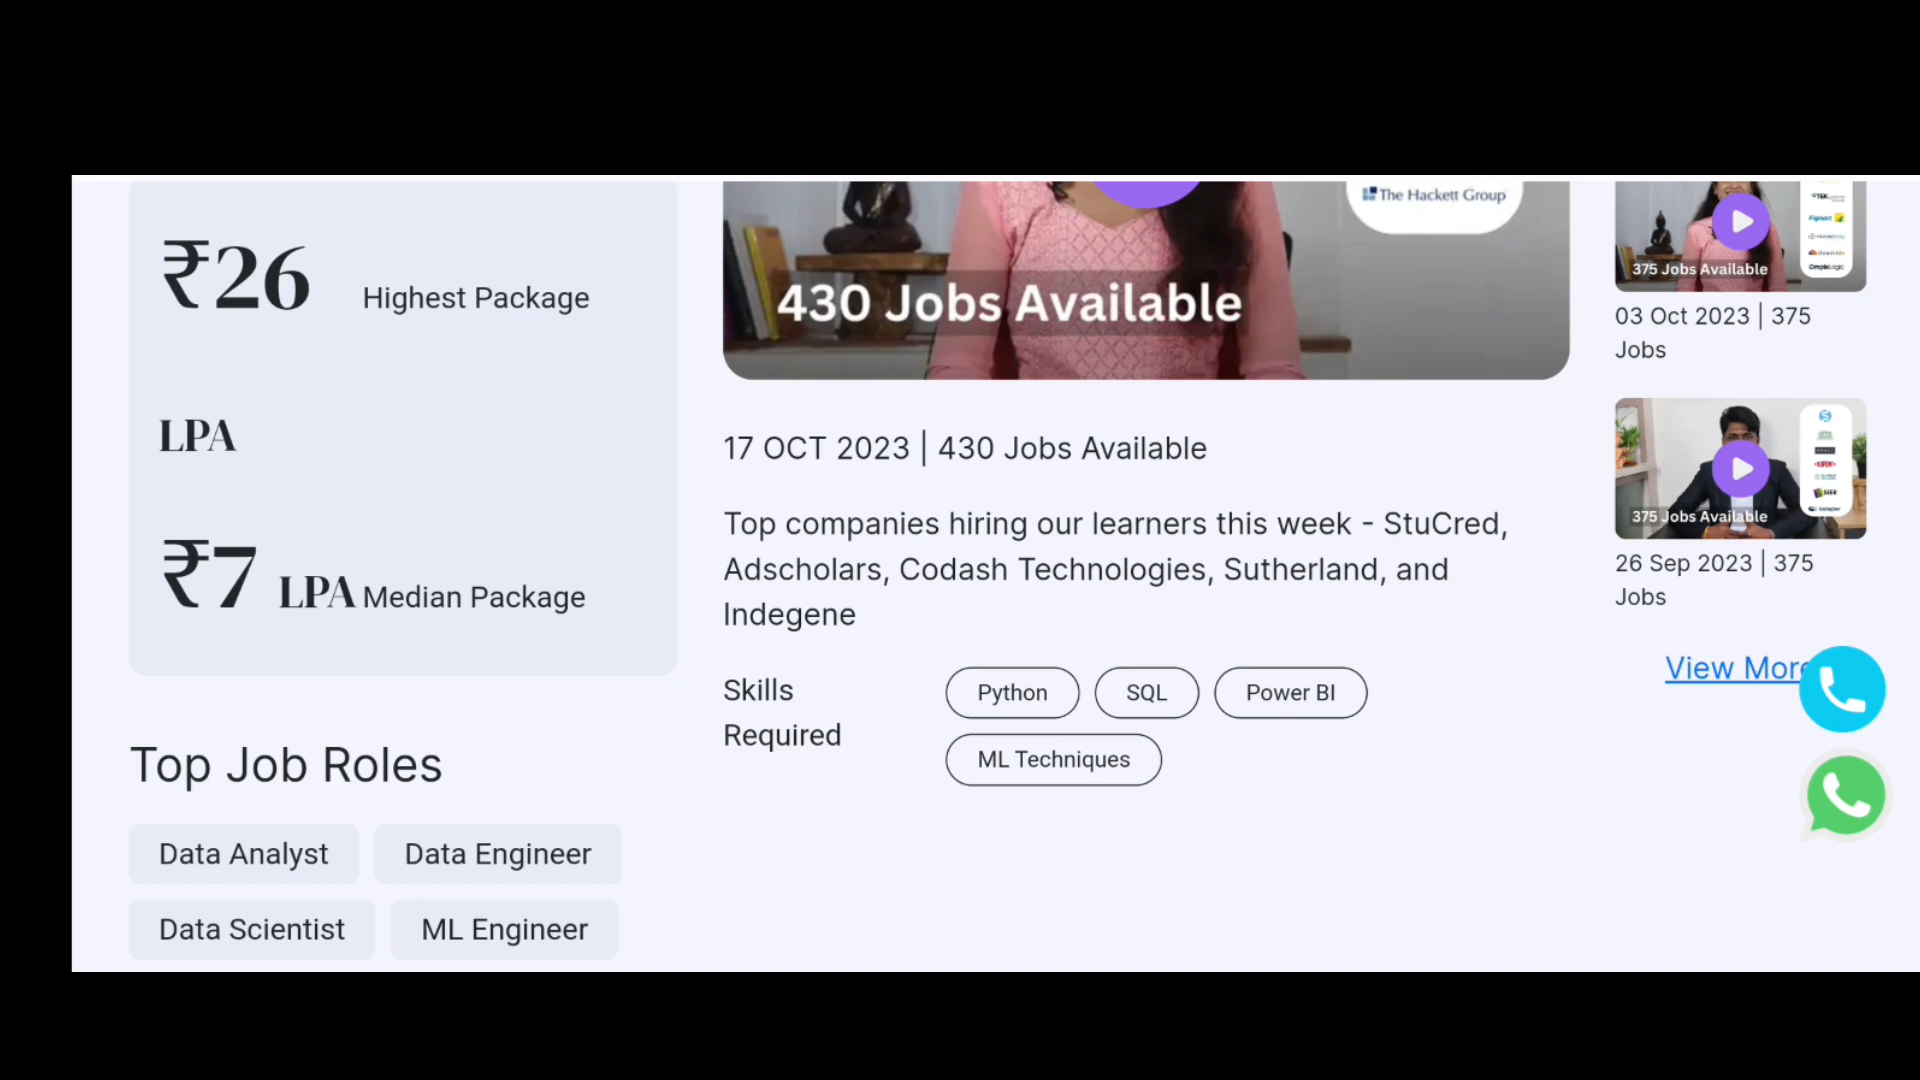 ₹26 Highest Package
LPA
₹7 LPA Median Package
Top Job Roles
Data Analyst
Data Engineer
Data Scientist
ML Engineer
The Hackett Group
430 Jobs Available
17 OCT 2023 | 430 Jobs Available
Top companies hiring our learners this week - StuCred,
Adscholars, Codash Technologies, Sutherland, and
Indegene
Skills
Required
Python
SQL
Power BI
ML Techniques
Flipkart
375 Jobs Available
03 Oct 2023 | 375
Jobs
375 Jobs Available
26 Sep 2023 | 375
Jobs
View More